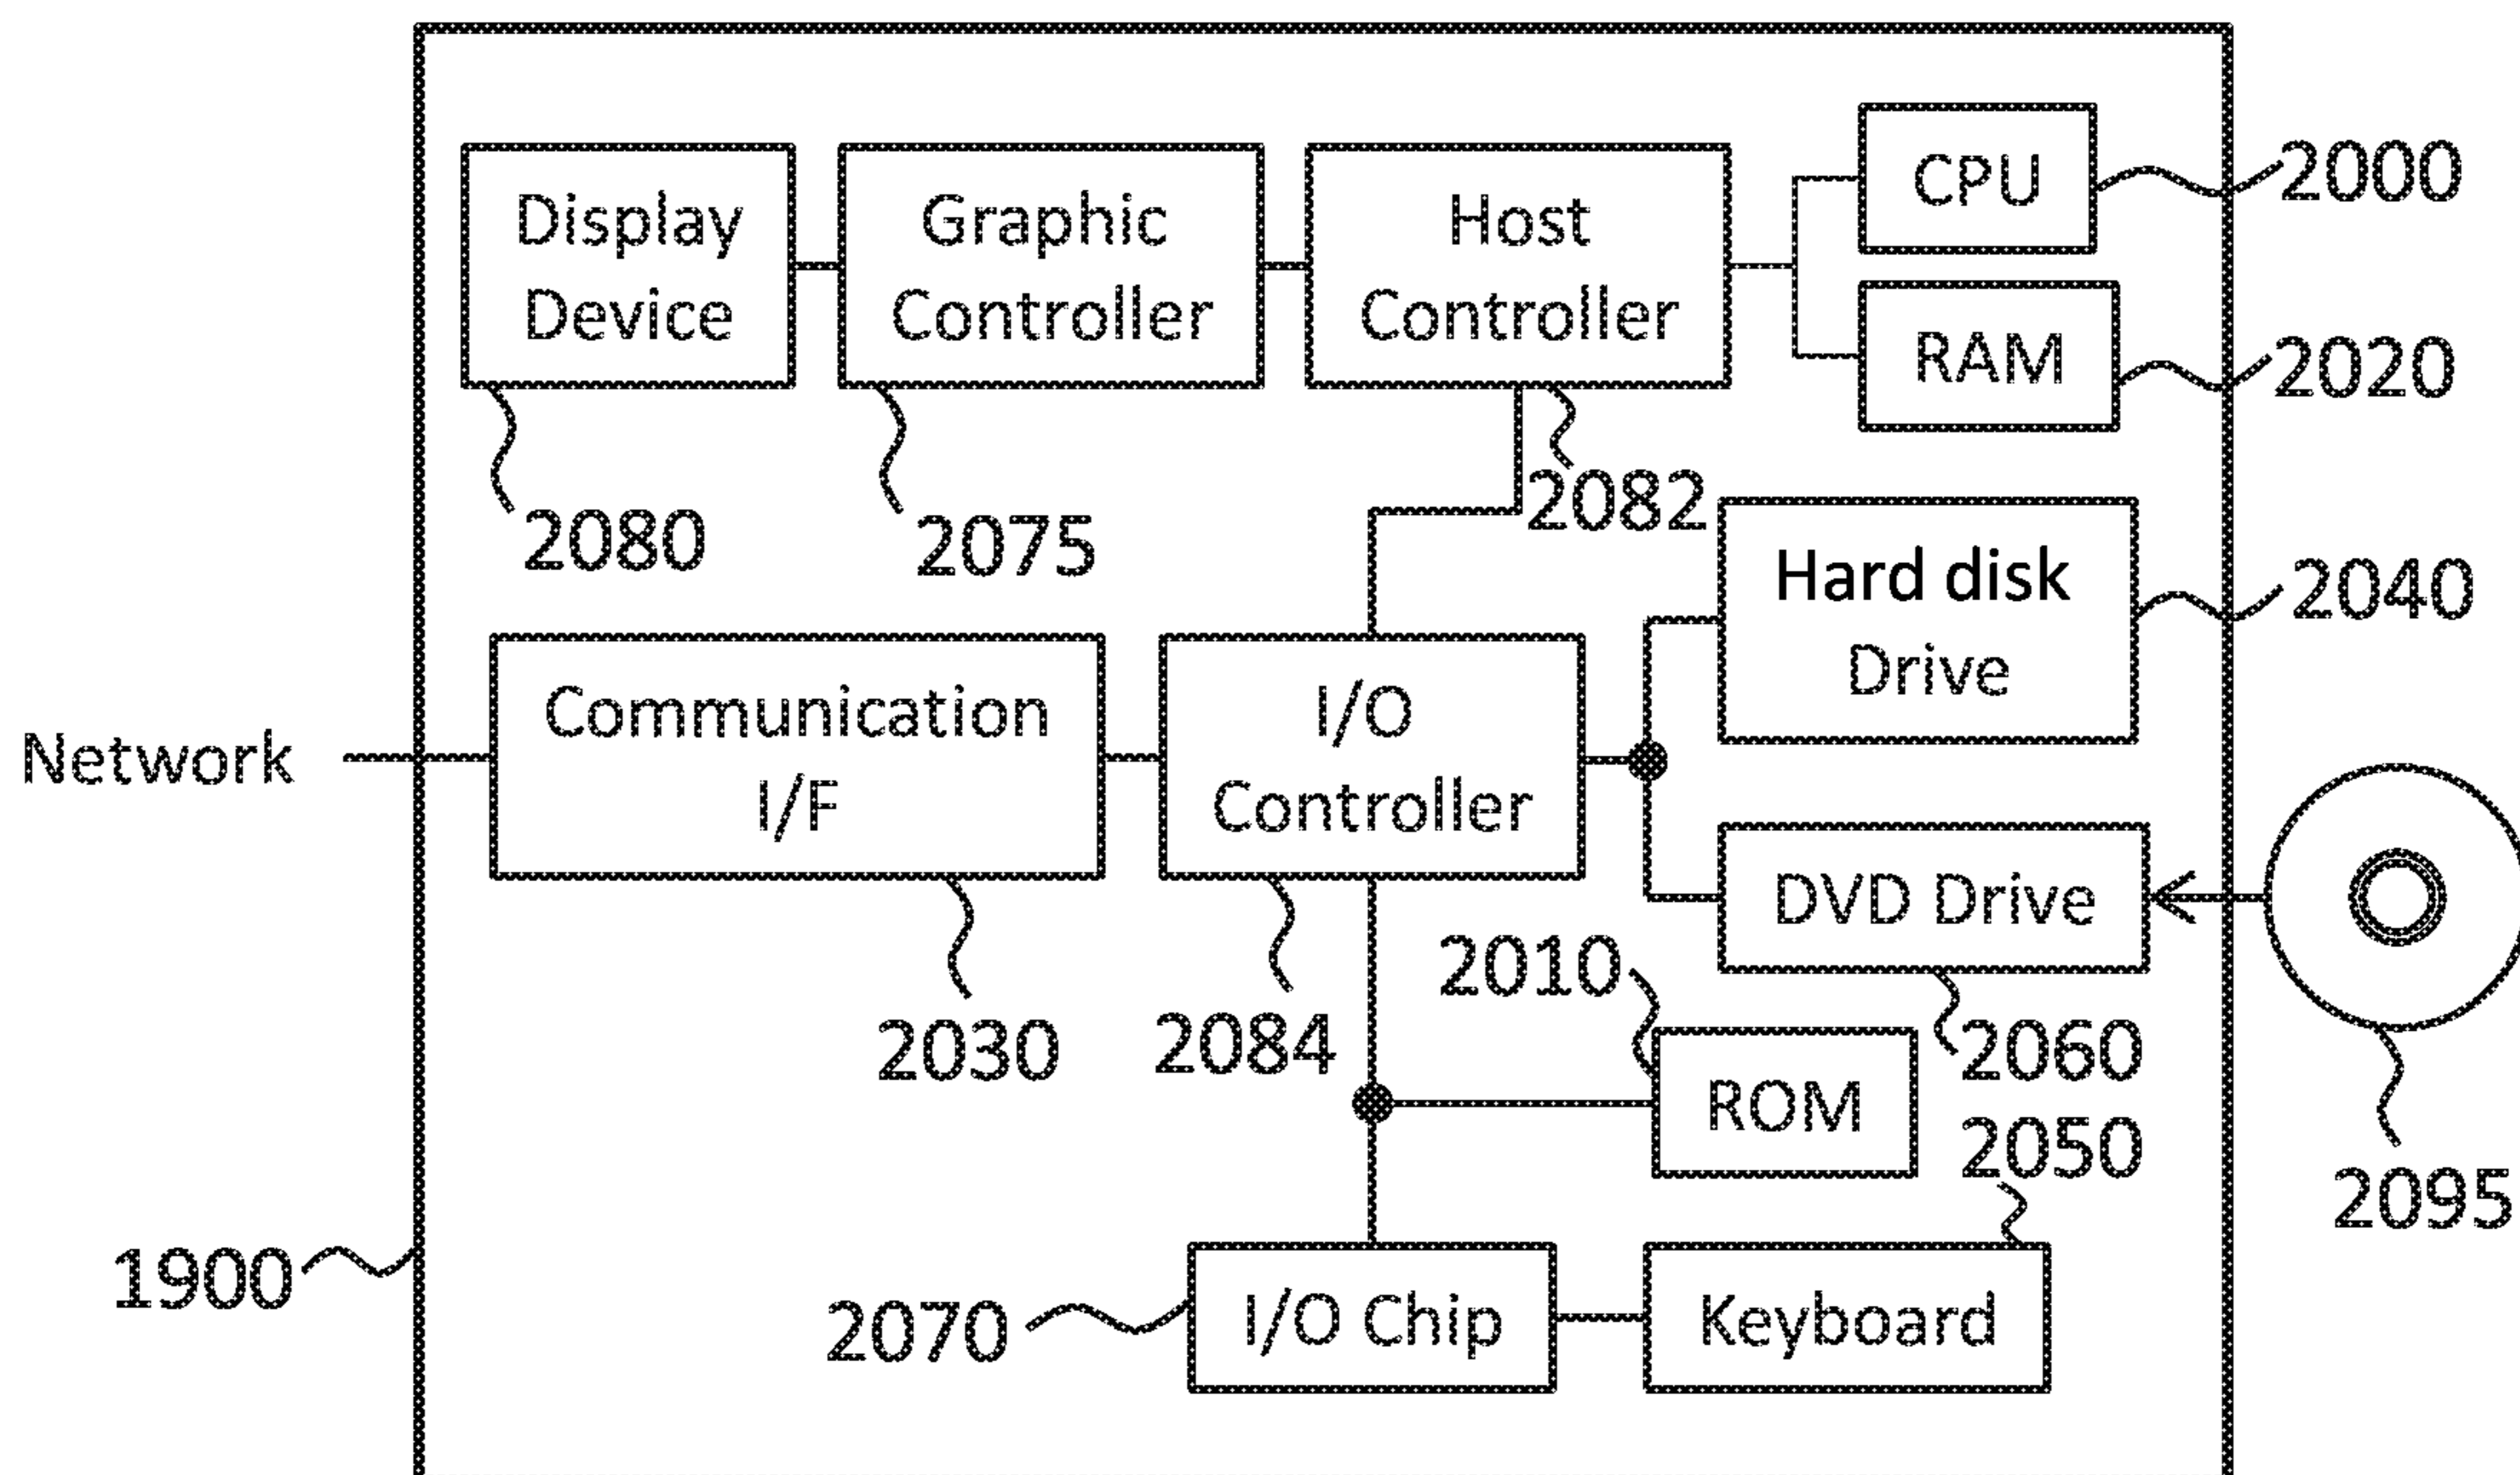 Display
Device
Graphic
Controller
Host
Controller
CPU
2000
RAM
2020
2080
2075
2082
Hard disk
Drive
2040
Network
Communication
I/F
I/O
Controller
DVD Drive
2010
2030
2084
2060
ROM
2050
2095
1900
2070
I/O Chip
Keyboard